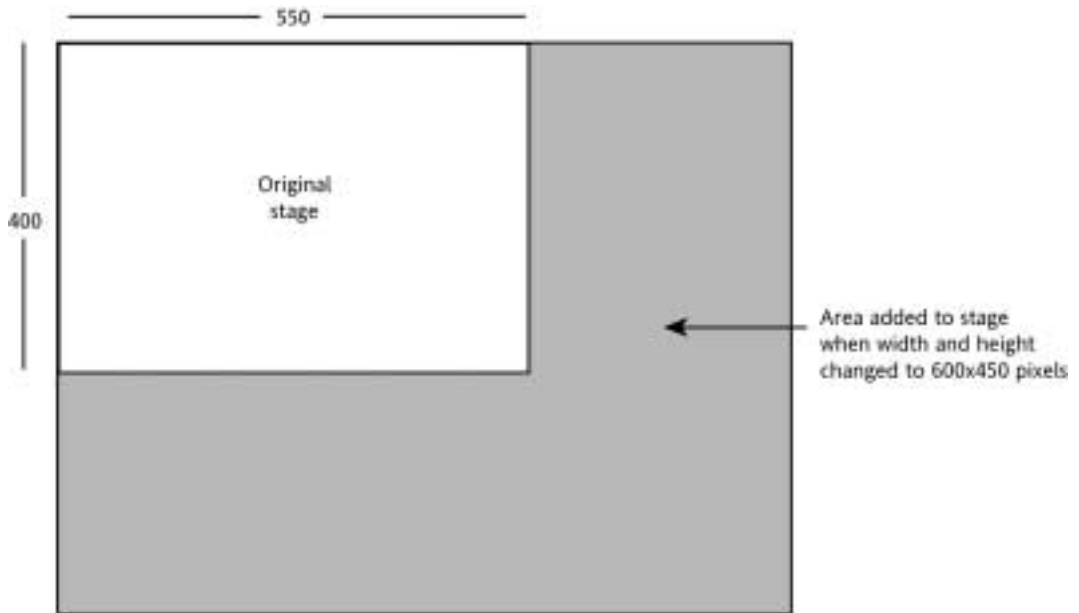 550
Original
stage
400
Area added to stage
when width and height
changed to 600x450 pixels